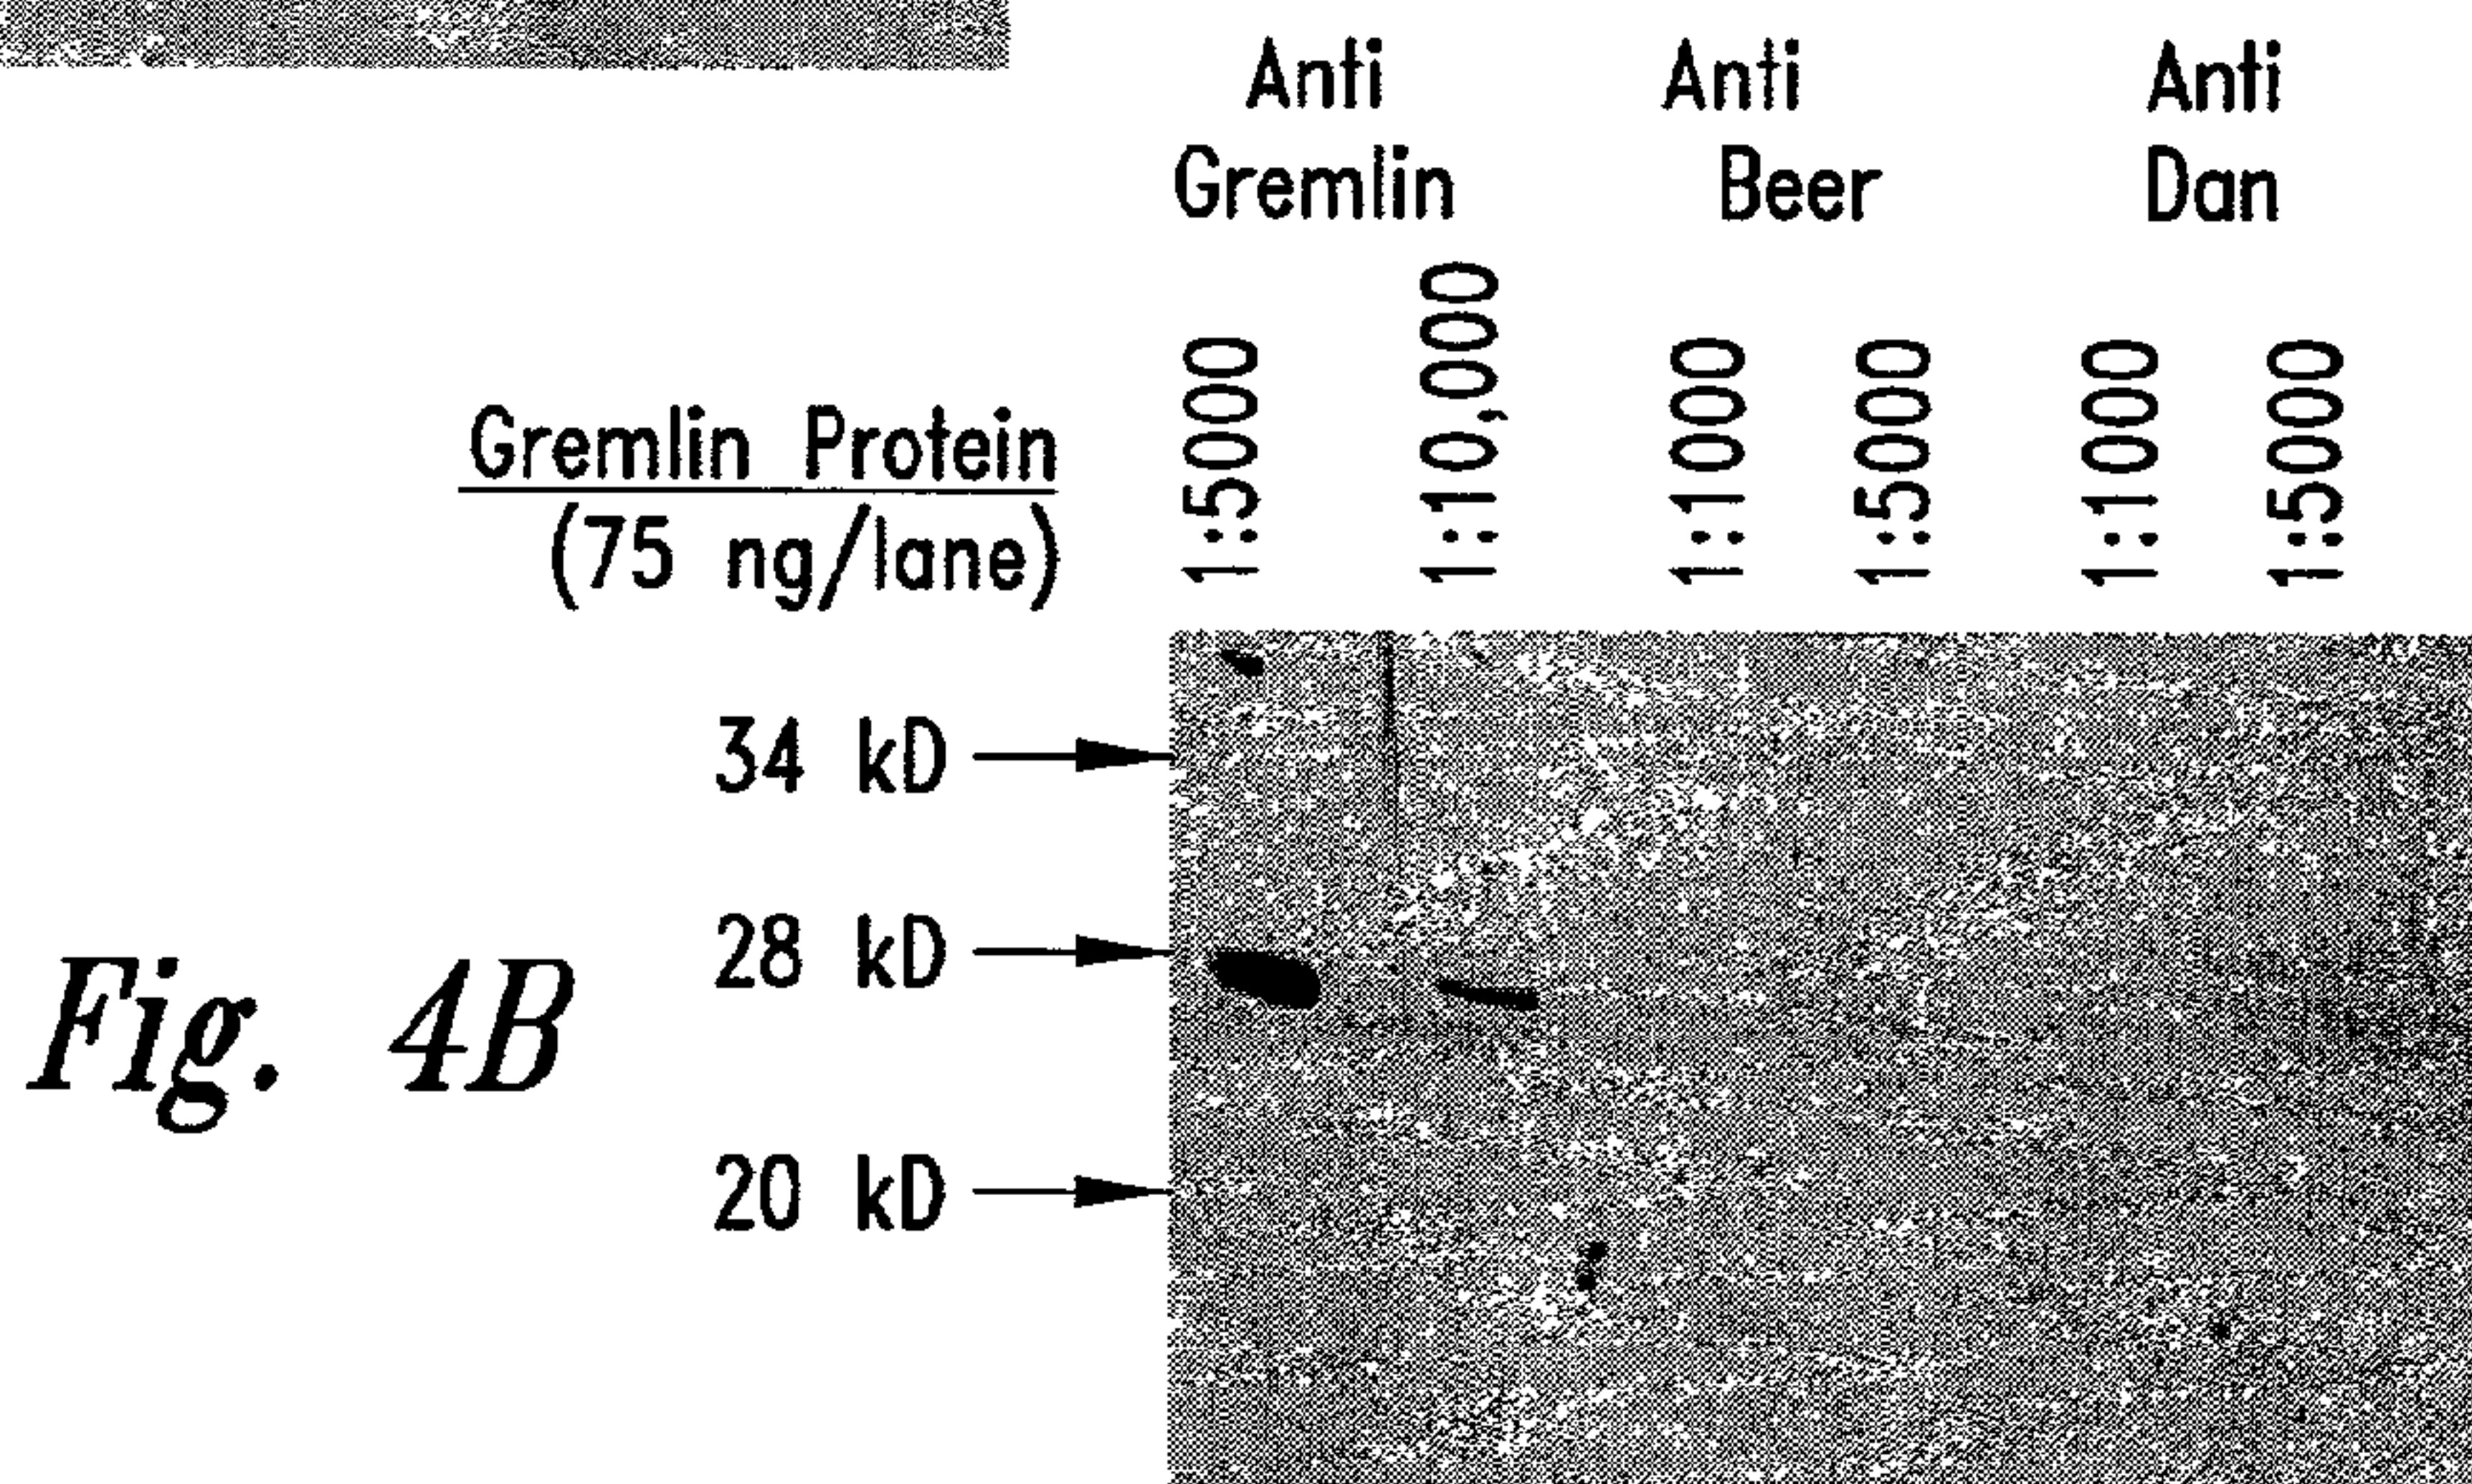 Anti Anti Anti
Gremlin Beer Dan
1:5000 1:10,000 1:1000 1:5000 1:1000 1:5000
Gremlin Protein
(75 ng/lane)
34 kD
28 kD
20 kD
Fig. 4B